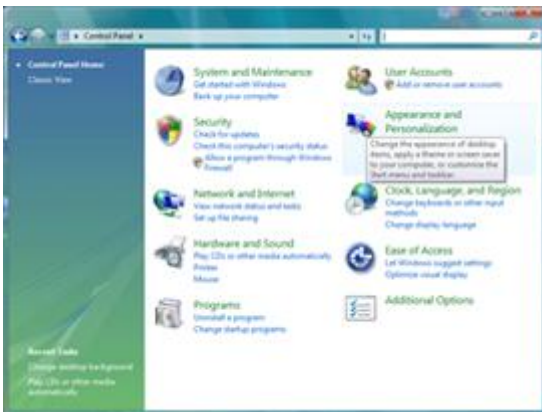 Control Panel
Control Panel Home
Classic View
System and Maintenance
Get started with Windows
Back up your computer
Security
Check for updates
Check this computer's security status
Allow a program through Windows
Firewall
Network and Internet
View network status and tasks
Set up file sharing
Hardware and Sound
Play CDs or other media automatically
Printer
Mouse
Programs
Uninstall a program
Change startup programs
User Accounts
Add or remove user accounts
Appearance and
Personalization
Change the appearance of desktop
items, apply a theme or screen saver
to your computer, or customize the
Start menu and taskbar.
Clock, Language, and Region
Change keyboards or other input
methods
Change display language
Ease of Access
Let Windows suggest settings
Optimize visual display
Additional Options
Recent Tasks
Change desktop background
Play CDs or other media
automatically